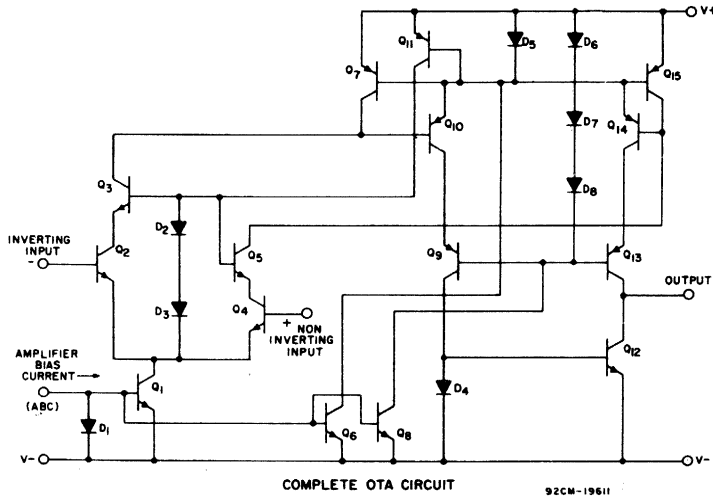 V+
Q11
D5
D6
Q7
Q15
Q10
D7
Q14
Q3
D8
D2
INVERTING
INPUT
-
Q2
Q5
Q9
Q13
OUTPUT
D3
Q4
+
NON
INVERTING
INPUT
AMPLIFIER
BIAS
CURRENT
(ABC)
Q1
Q12
D4
D1
Q6
Q8
V-
V-
COMPLETE OTA CIRCUIT
92CM-19611